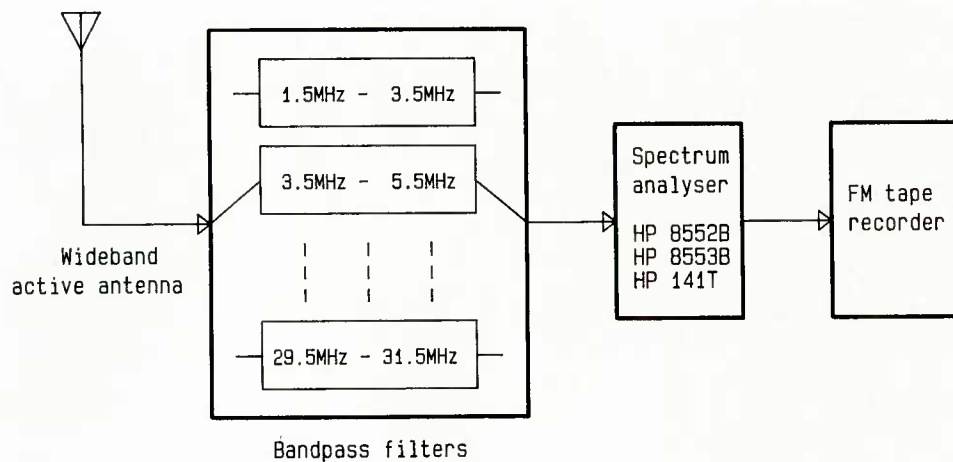 Wideband
active antenna
1.5MHz - 3.5MHz
3.5MHz - 5.5MHz
29.5MHz - 31.5MHz
Bandpass filters
Spectrum
analyser
HP 8552B
HP 8553B
HP 141T
FM tape
recorder